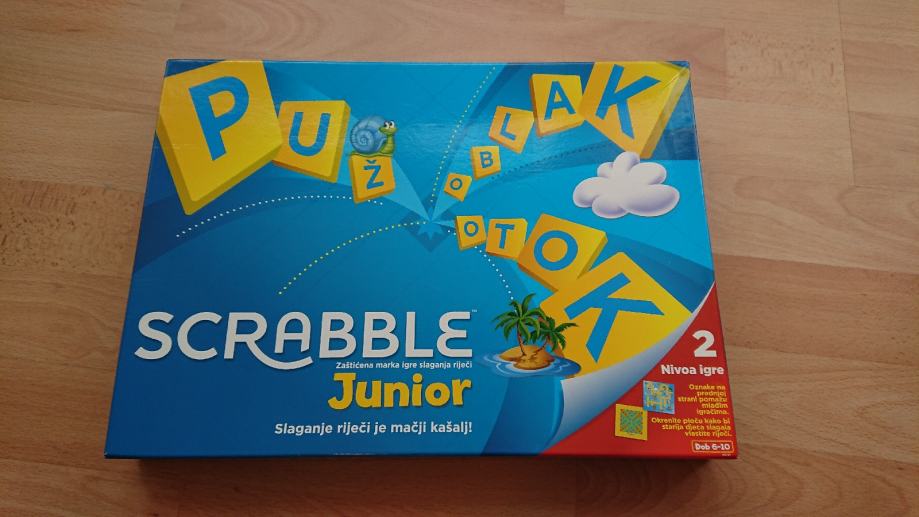 PUŽ
OBLAK
OTOK
SCRABBLE™
Zaštićena marka igre slaganja riječi
Junior
Slaganje riječi je mačji kašalj!
2
Nivoa igre
Oznake na
prednjoj
strani pomažu
mlađim
igračima.
Okrenite ploču kako bi
starija djeca slagala
vlastite riječi.
Dob 6-10